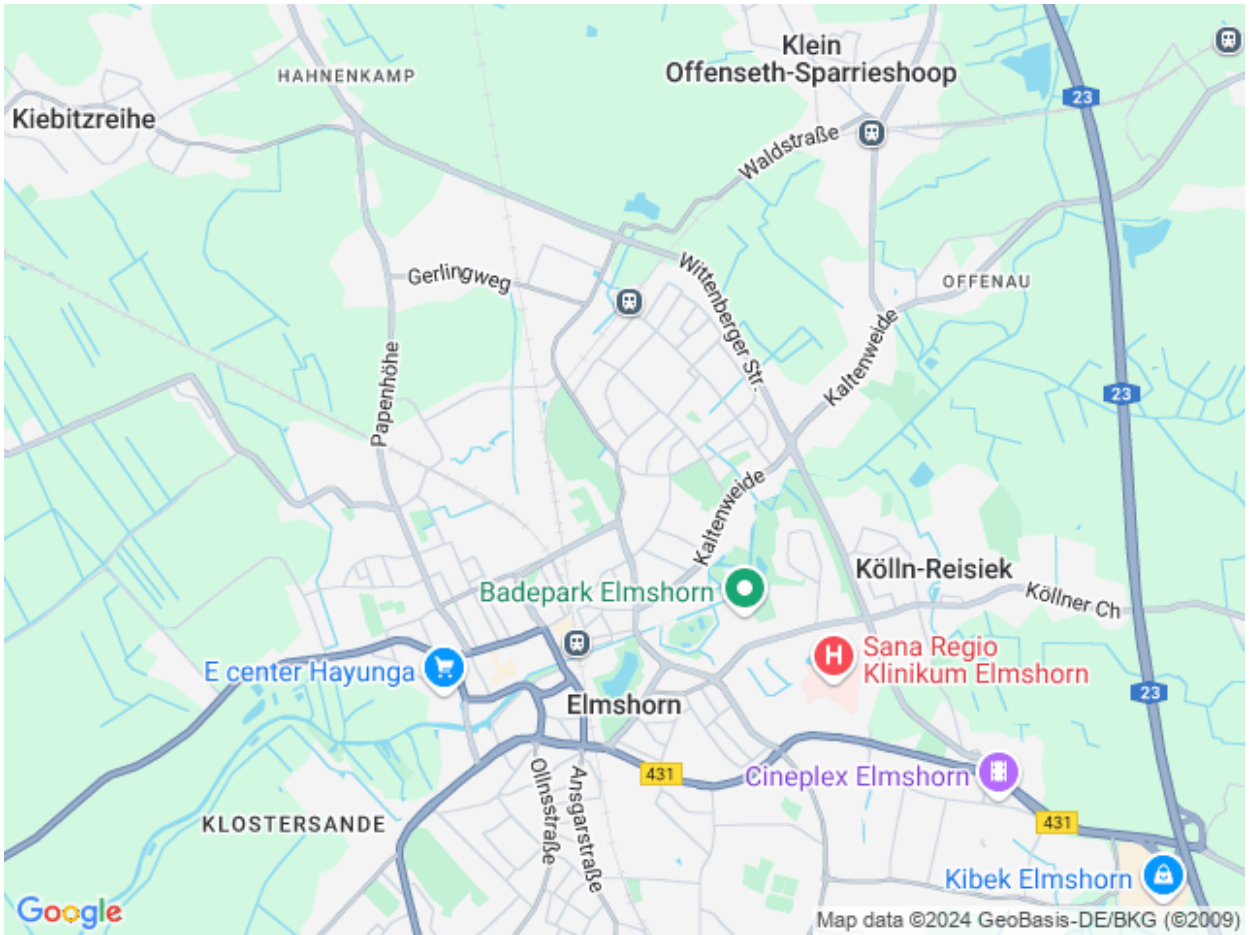 Klein
Offenseth-Sparrieshoop
HAHNENKAMP
23
Kiebitzreihe
Waldstraße
Gerlingweg
Wittenberger Str.
OFFENAU
Kaltenweide
Papenhöhe
23
Kaltenweide
Kölln-Reisiek
Badepark Elmshorn
Köllner Ch
Sana Regio
Klinikum Elmshorn
E center Hayunga
23
Elmshorn
431
Cineplex Elmshorn
Ollnsstraße
Ansgarstraße
KLOSTERSANDE
431
Kibek Elmshorn
Google
Map data ©2024 GeoBasis-DE/BKG (©2009)